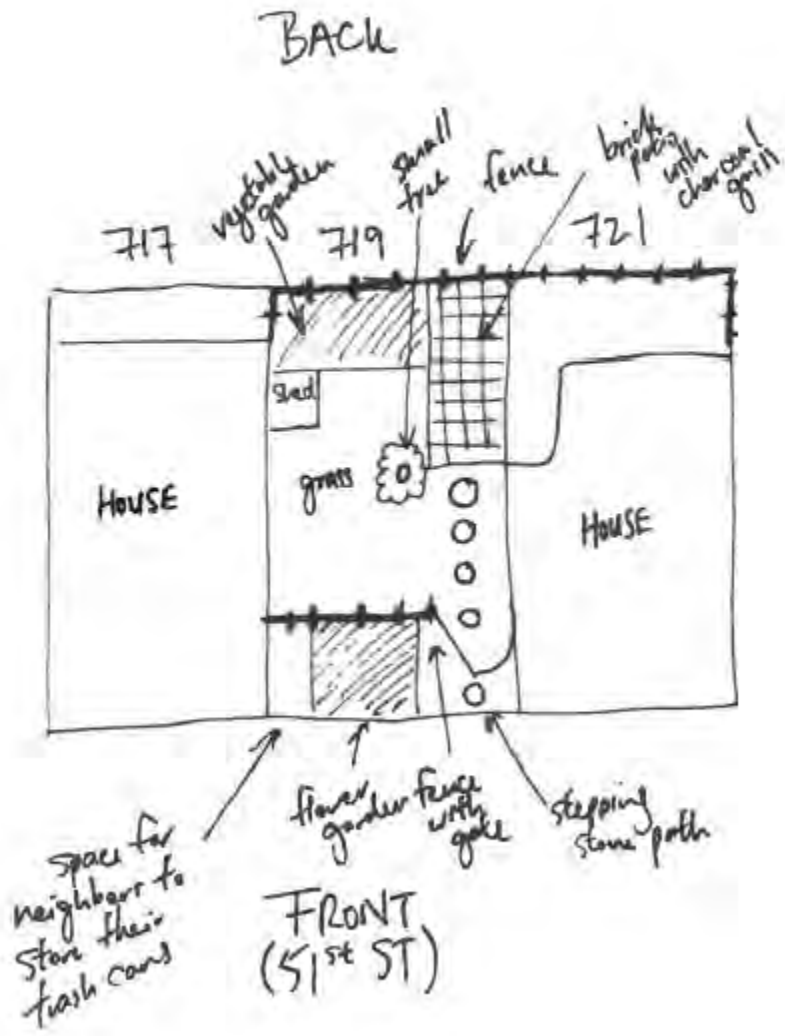 BACK
vegetable
garden
small
tree
fence
brick
patio
with
charcoal
grill
717
719
721
shed
grass
HOUSE
HOUSE
space for
neighbors to
store their
trash cans
flower
garden
fence
with
gate
stepping
stone path
FRONT
(51st ST)